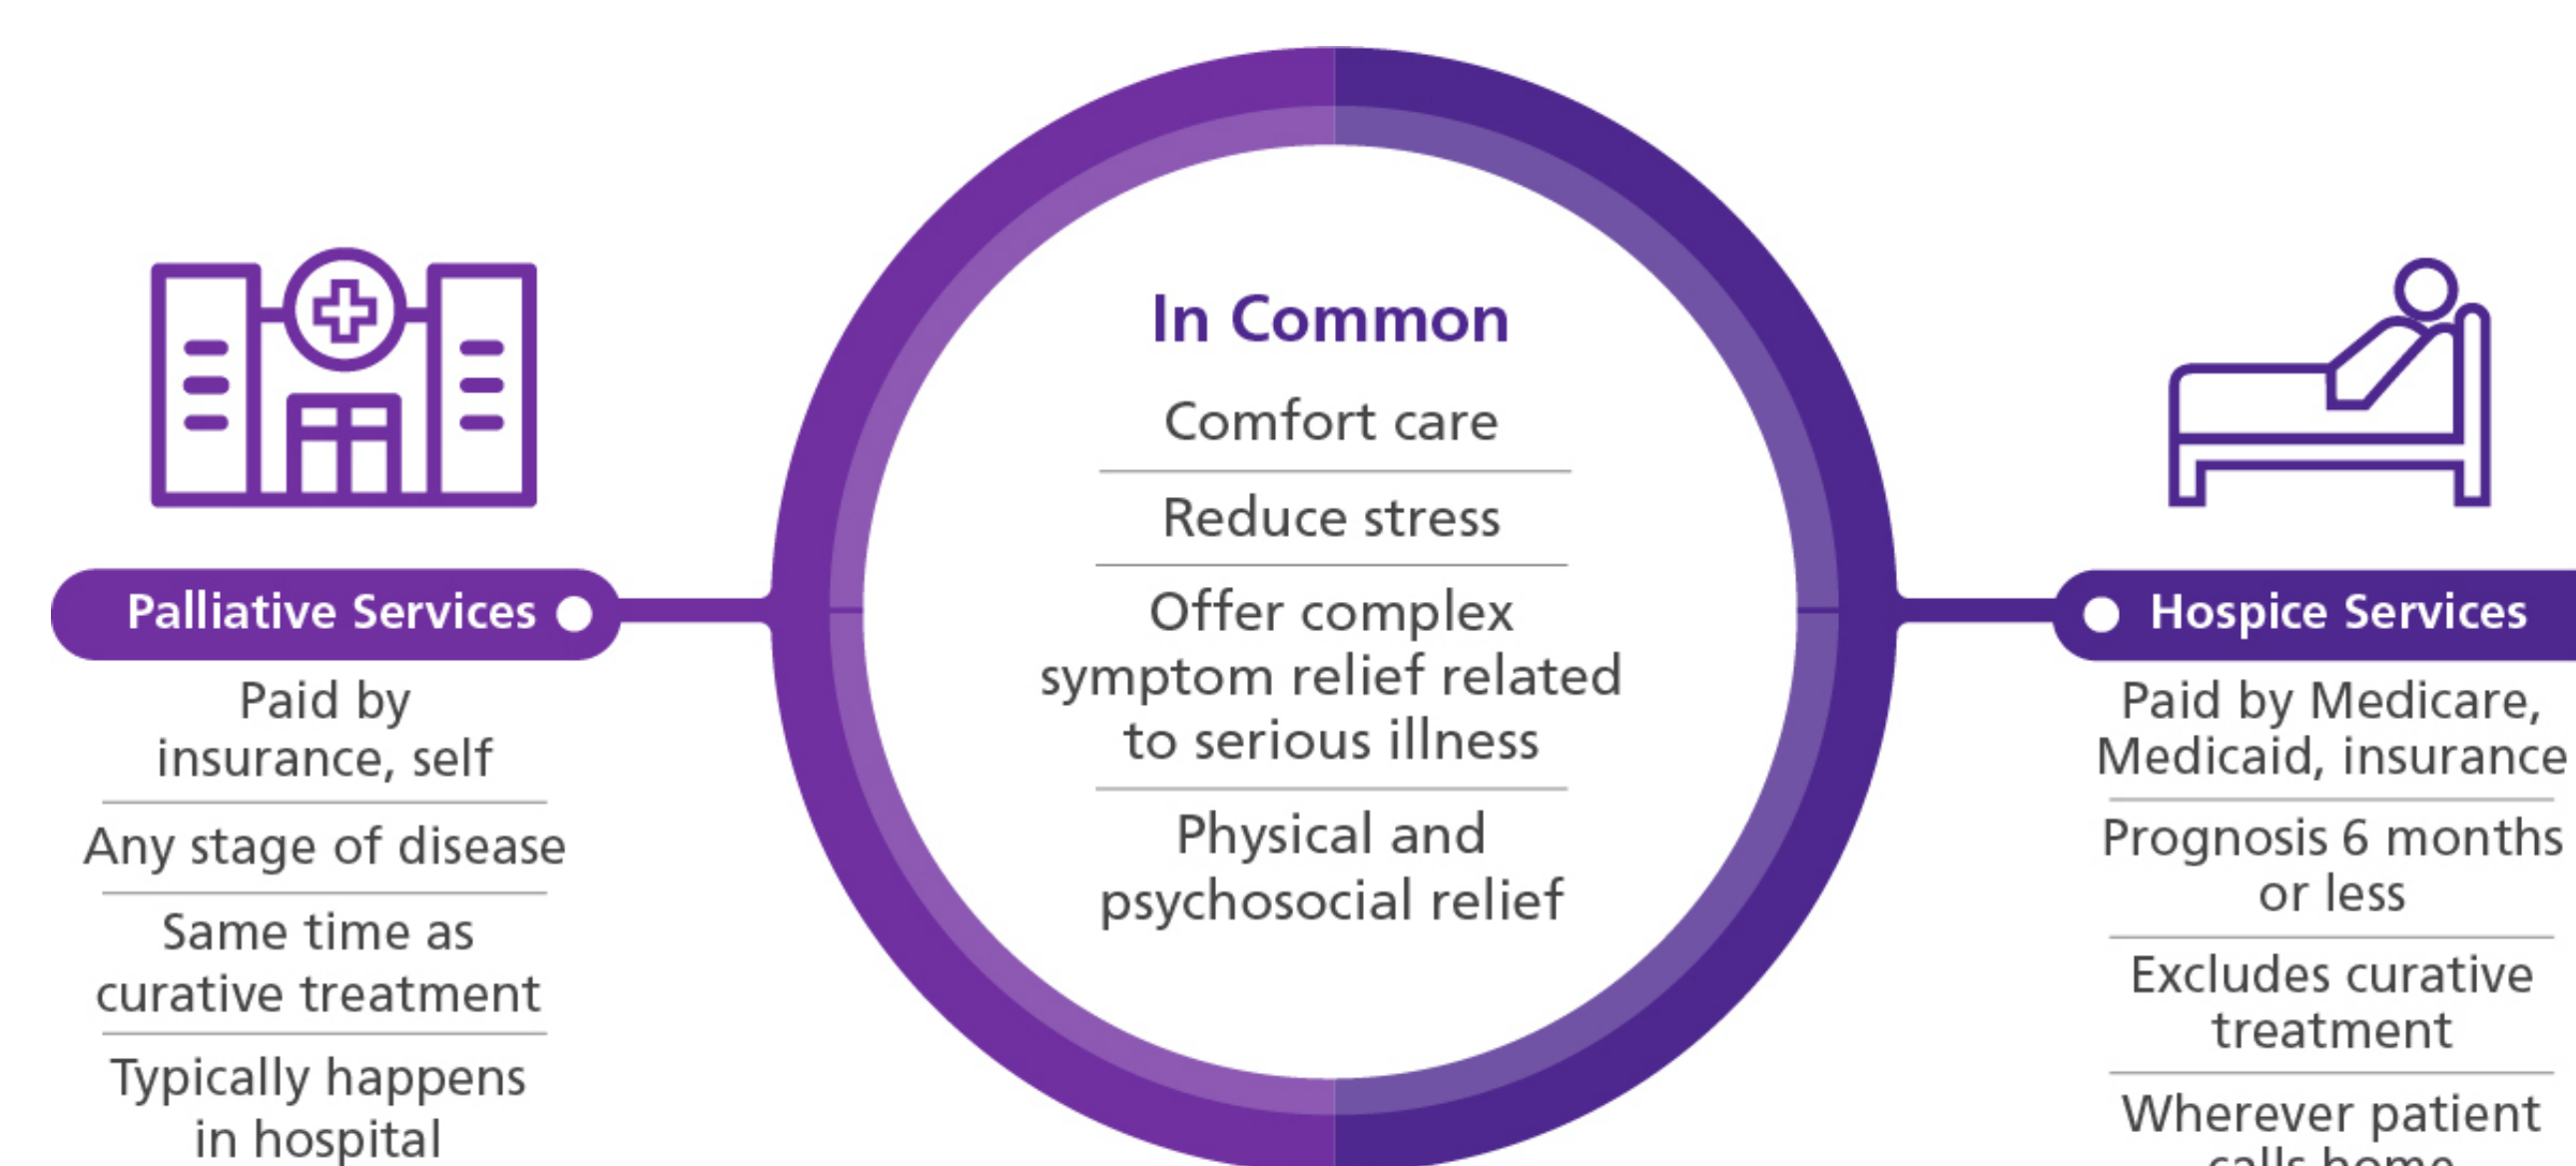 In Common
Comfort care
Reduce stress
Offer complex
symptom relief related
to serious illness
Physical and
psychosocial relief
Palliative Services
Paid by
insurance, self
Any stage of disease
Same time as
curative treatment
Typically happens
in hospital
Hospice Services
Paid by Medicare,
Medicaid, insurance
Prognosis 6 months
or less
Excludes curative
treatment
Wherever patient
calls home